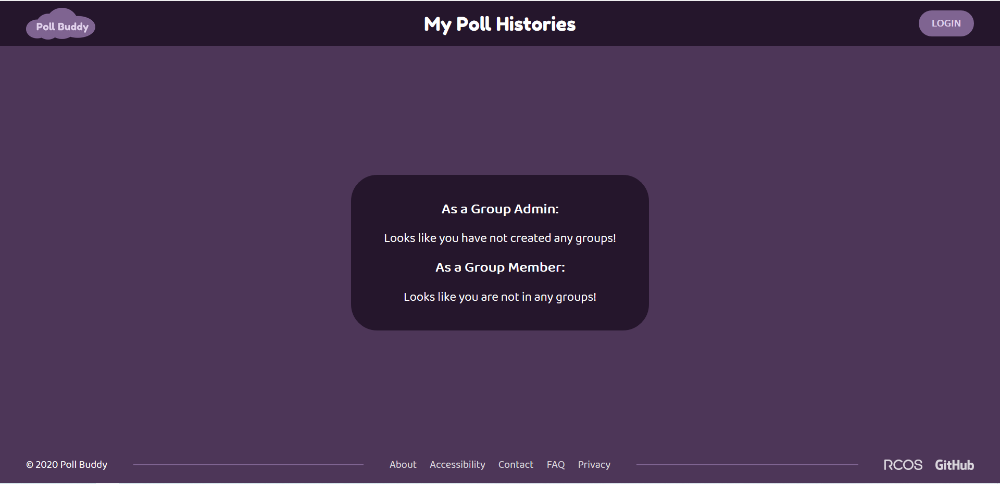 Poll Buddy
My Poll Histories
LOGIN
As a Group Admin:
Looks like you have not created any groups!
As a Group Member:
Looks like you are not in any groups!
© 2020 Poll Buddy
About Accessibility Contact FAQ Privacy
RCOS GitHub